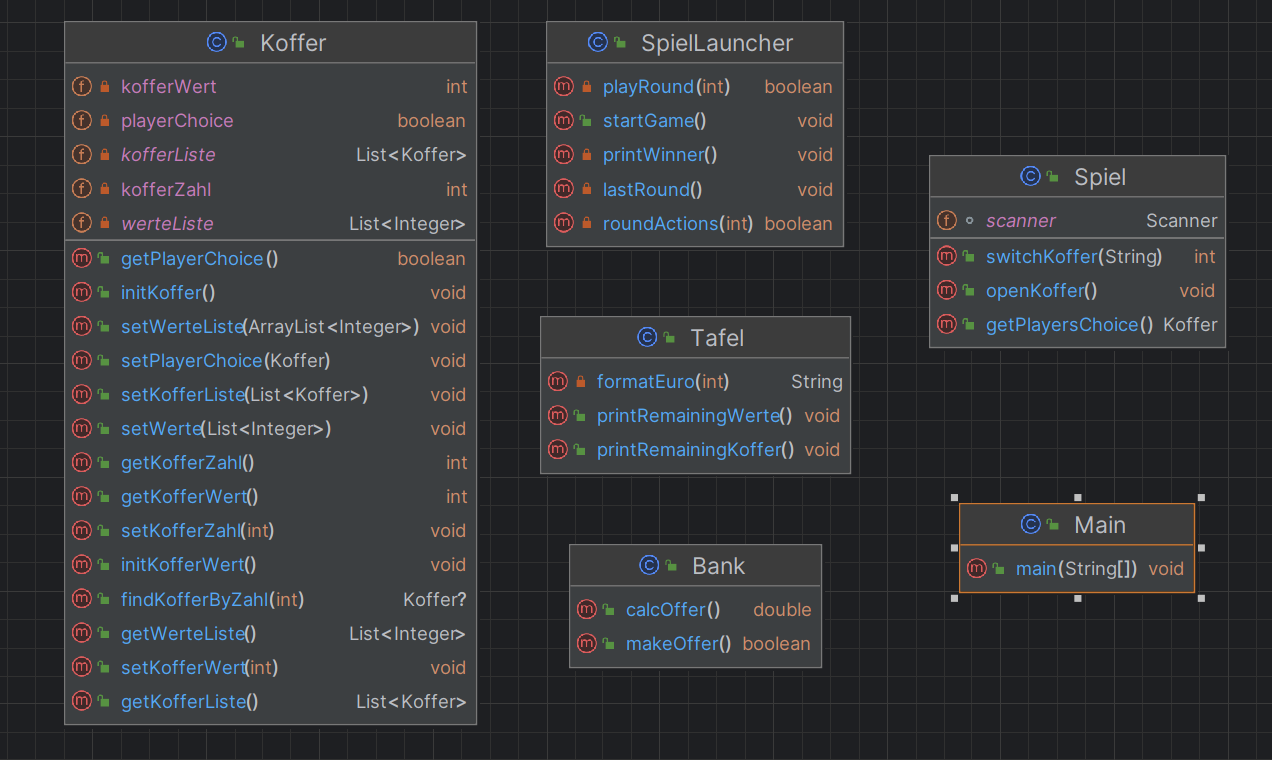 Koffer
kofferWert int
playerChoice boolean
kofferListe List<Koffer>
kofferZahl int
werteListe List<Integer>
getPlayerChoice() boolean
initKoffer() void
setWerteListe(ArrayList<Integer>) void
setPlayerChoice(Koffer) void
setKofferListe(List<Koffer>) void
setWerte(List<Integer>) void
getKofferZahl() int
getKofferWert() int
setKofferZahl(int) void
initKofferWert() void
findKofferByZahl(int) Koffer?
getWerteListe() List<Integer>
setKofferWert(int) void
getKofferListe() List<Koffer>
SpielLauncher
playRound(int) boolean
startGame() void
printWinner() void
lastRound() void
roundActions(int) boolean
Tafel
formatEuro(int) String
printRemainingWerte() void
printRemainingKoffer() void
Bank
calcOffer() double
makeOffer() boolean
Spiel
scanner Scanner
switchKoffer(String) int
openKoffer() void
getPlayersChoice() Koffer
Main
main(String[]) void